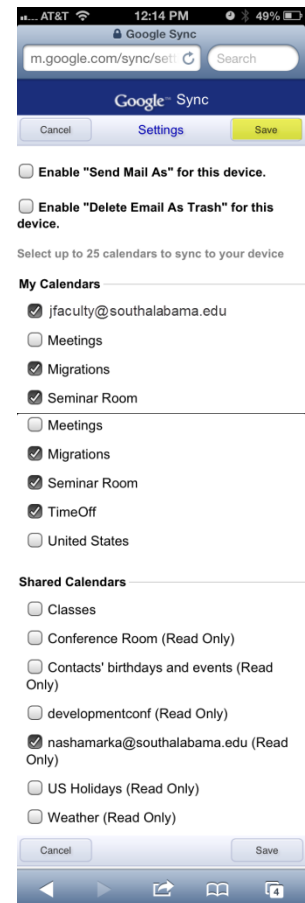 AT&T 12:14 PM 49%
Google Sync
m.google.com/sync/sett Search
Google™ Sync
Cancel Settings Save
Enable "Send Mail As" for this device.
Enable "Delete Email As Trash" for this
device.
Select up to 25 calendars to sync to your device
My Calendars
jfaculty@southalabama.edu
Meetings
Migrations
Seminar Room
Meetings
Migrations
Seminar Room
TimeOff
United States
Shared Calendars
Classes
Conference Room (Read Only)
Contacts' birthdays and events (Read
Only)
developmentconf (Read Only)
nashamarka@southalabama.edu (Read
Only)
US Holidays (Read Only)
Weather (Read Only)
Cancel Save
4